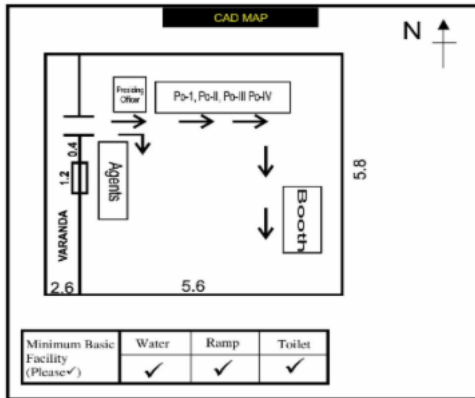 CAD MAP
N
Presiding
Officer
Po-1, Po-II, Po-III Po-IV
0.4
1.2
Agents
VARANDA
Booth
5.8
2.6
5.6
Minimum Basic
Facility
(Please✓)
Water
Ramp
Toilet
✓
✓
✓